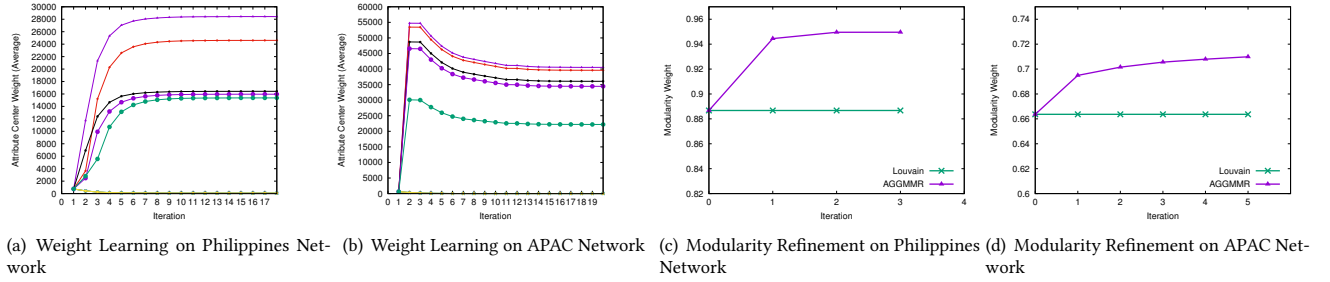 30000
28000
26000
24000
22000
20000
18000
16000
14000
12000
10000
8000
6000
4000
2000
0
Attribute Center Weight (Average)
0 1 2 3 4 5 6 7 8 9 10 11 12 13 14 15 16 17
Iteration
60000
55000
50000
45000
40000
35000
30000
25000
20000
15000
10000
5000
0
Attribute Center Weight (Average)
0 1 2 3 4 5 6 7 8 9 10 11 12 13 14 15 16 17 18 19
Iteration
0.96
0.94
0.92
0.9
0.88
0.86
0.84
0.82
Modularity Weight
Louvain
AGGMMR
0 1 2 3 4
Iteration
0.74
0.72
0.7
0.68
0.66
0.64
0.62
0.6
Modularity Weight
Louvain
AGGMMR
0 1 2 3 4 5
Iteration
(a) Weight Learning on Philippines Net-
work
(b) Weight Learning on APAC Network
(c) Modularity Refinement on Philippines
Network
(d) Modularity Refinement on APAC Net-
work